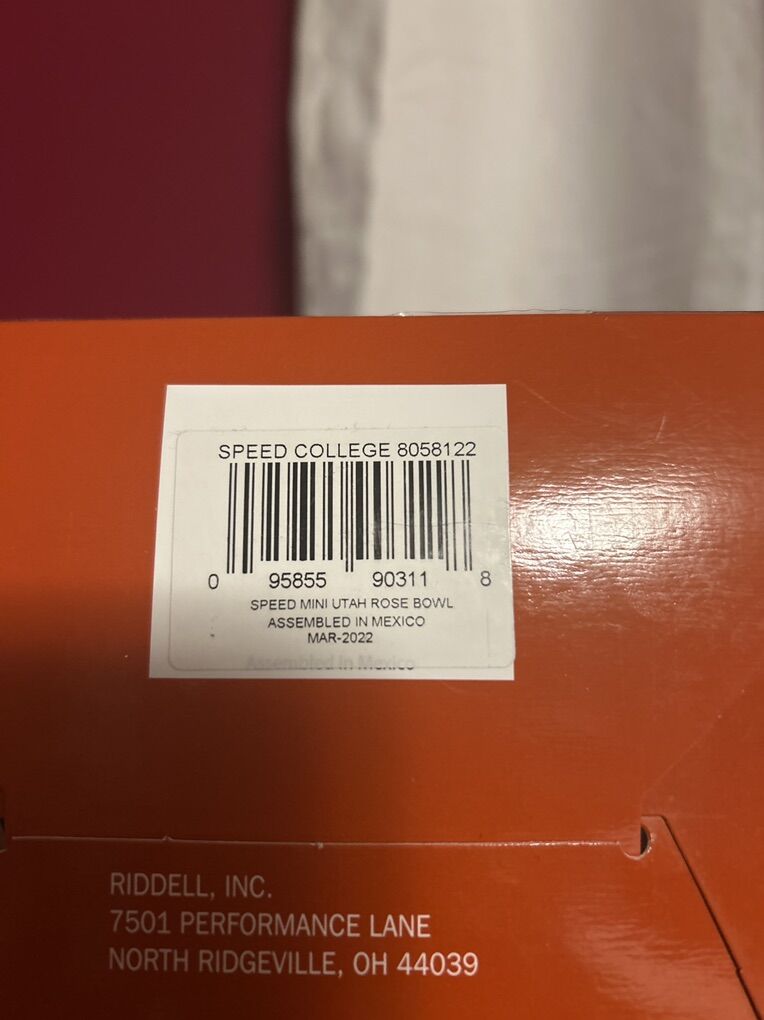 SPEED COLLEGE 8058122
0 95855 90311 8
SPEED MINI UTAH ROSE BOWL
ASSEMBLED IN MEXICO
MAR-2022
Assembled in Mexico
RIDDELL, INC.
7501 PERFORMANCE LANE
NORTH RIDGEVILLE, OH 44039